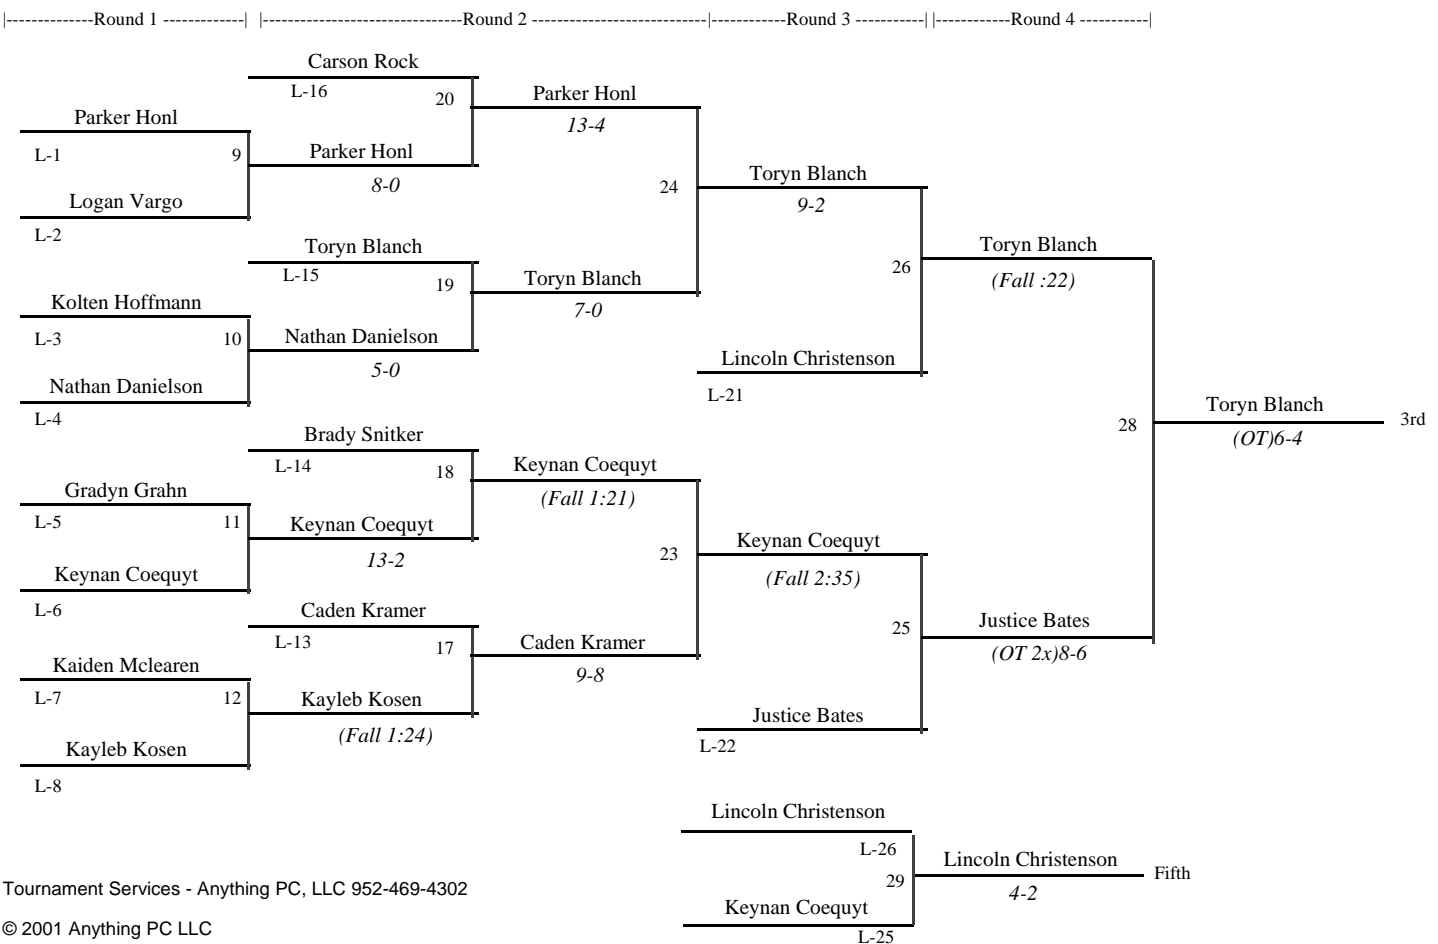 |--------------Round 1 -------------| |--------------------------------Round 2 ----------------------------|------------Round 3 -----------| |------------Round 4 -----------|
Carson Rock
L-16 20 Parker Honl
Parker Honl 13-4
L-1 9 Parker Honl
8-0 24 Toryn Blanch
Logan Vargo 9-2
L-2
Toryn Blanch Toryn Blanch
L-15 19 Toryn Blanch 26 (Fall :22)
Kolten Hoffmann 7-0
L-3 10 Nathan Danielson
5-0 Lincoln Christenson
Nathan Danielson L-21
L-4
Toryn Blanch 3rd
28 (OT)6-4
Brady Snitker
L-14 18 Keynan Coequyt
Gradyn Grahn (Fall 1:21)
L-5 11 Keynan Coequyt
13-2 23 Keynan Coequyt
Keynan Coequyt (Fall 2:35)
L-6
Caden Kramer Justice Bates
L-13 17 Caden Kramer 25 (OT 2x)8-6
Kaiden Mclearen 9-8
L-7 12 Kayleb Kosen
(Fall 1:24) Justice Bates
Kayleb Kosen L-22
L-8
Lincoln Christenson
L-26
29 Lincoln Christenson Fifth
4-2
Keynan Coequyt
L-25
Tournament Services - Anything PC, LLC 952-469-4302
© 2001 Anything PC LLC